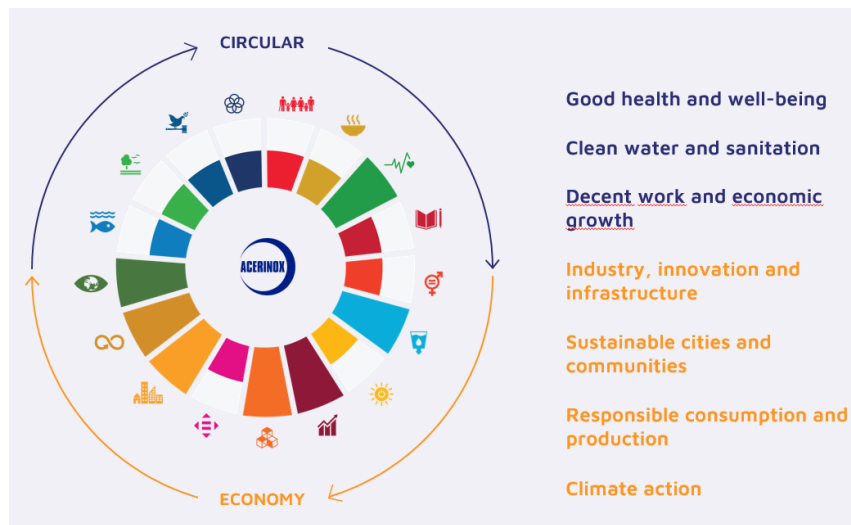 CIRCULAR
ACERINOX
ECONOMY
Good health and well-being
Clean water and sanitation
Decent work and economic
growth
Industry, innovation and
infrastructure
Sustainable cities and
communities
Responsible consumption and
production
Climate action